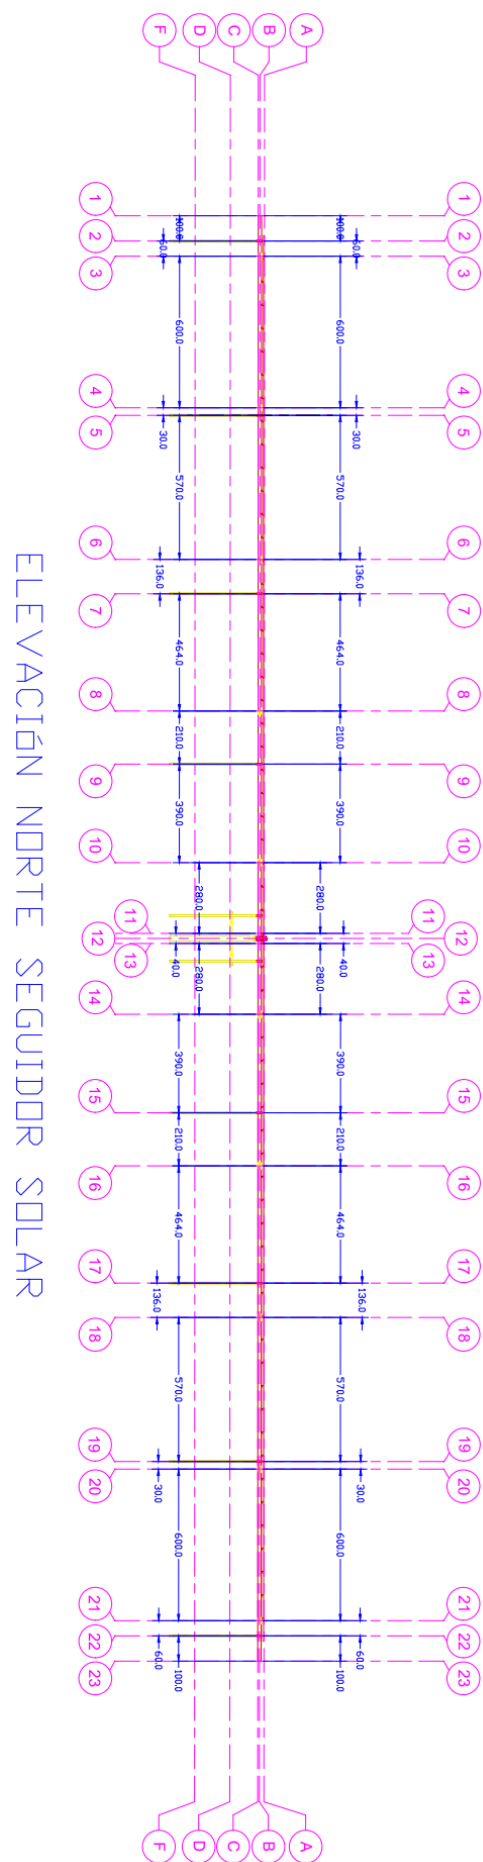 1 2 3 4 5 6 7 8 9 10 12 14 15 16 17 18 19 20 21 22 23
11 13
60.0 30.0 136.0 136.0 30.0 60.0
100.0 600.0 570.0 464.0 210.0 390.0 40.0 390.0 210.0 464.0 570.0 600.0 100.0
280.0 280.0
A A
B B
C C
D D
F F
280.0 280.0
100.0 600.0 570.0 464.0 210.0 390.0 40.0 390.0 210.0 464.0 570.0 600.0 100.0
60.0 30.0 136.0 136.0 30.0 60.0
11 13
1 2 3 4 5 6 7 8 9 10 12 14 15 16 17 18 19 20 21 22 23
ELEVACIÓN NORTE SEGUIDOR SOLAR